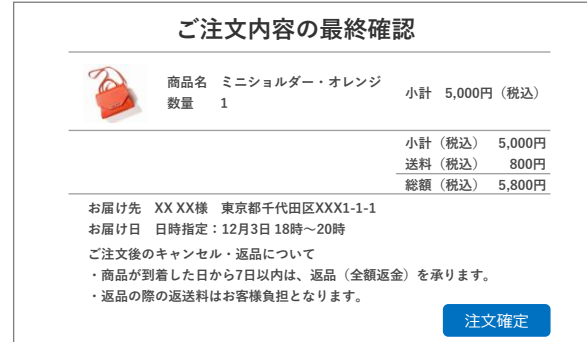 ご注文内容の最終確認
商品名 ミニショルダー・オレンジ
数量 1
小計 5,000円（税込）
小計（税込） 5,000円
送料（税込） 800円
総額（税込） 5,800円
お届け先 XX XX様 東京都千代田区XXX1-1-1
お届け日 日時指定：12月3日 18時～20時
ご注文後のキャンセル・返品について
・商品が到着した日から7日以内は、返品（全額返金）を承ります。
・返品の際の返送料はお客様負担となります。
注文確定